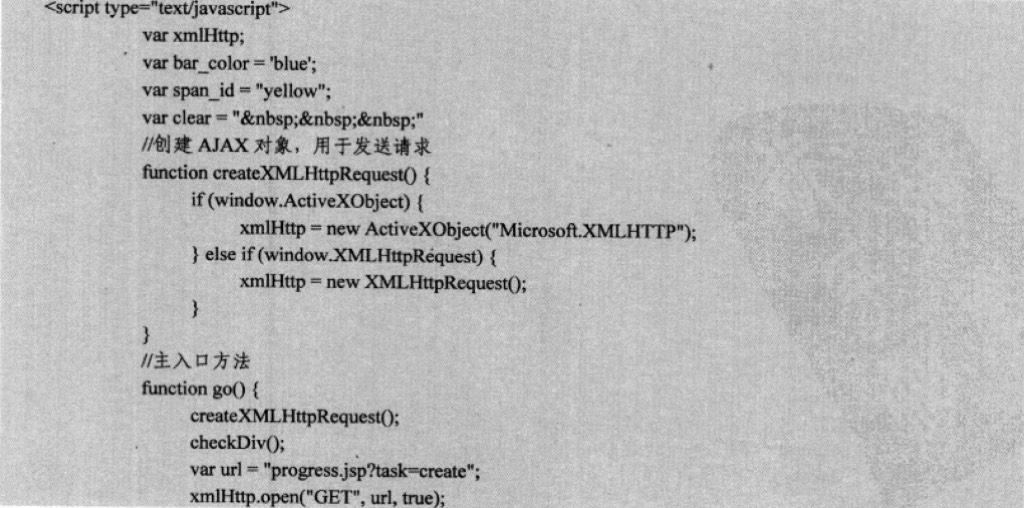 <script type="text/javascript">
var xmlHttp;
var bar_color = 'blue';
var span_id = "yellow";
var clear = "&nbsp;&nbsp;&nbsp;"
//创建 AJAX 对象，用于发送请求
function createXMLHttpRequest() {
if (window.ActiveXObject) {
xmlHttp = new ActiveXObject("Microsoft.XMLHTTP");
} else if (window.XMLHttpRequest) {
xmlHttp = new XMLHttpRequest();
}
}
//主入口方法
function go() {
createXMLHttpRequest();
checkDiv();
var url = "progress.jsp?task=create";
xmlHttp.open("GET", url, true);